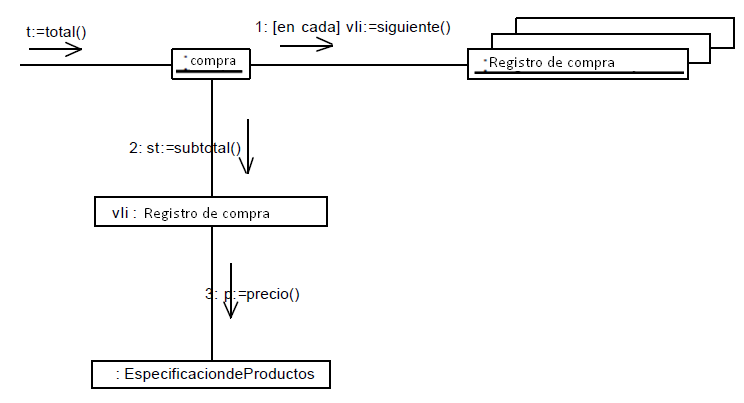 t:=total()
1: [en cada] vli:=siguiente()
:compra
:Registro de compra
2: st:=subtotal()
vli : Registro de compra
3: p:=precio()
: EspecificaciondeProductos